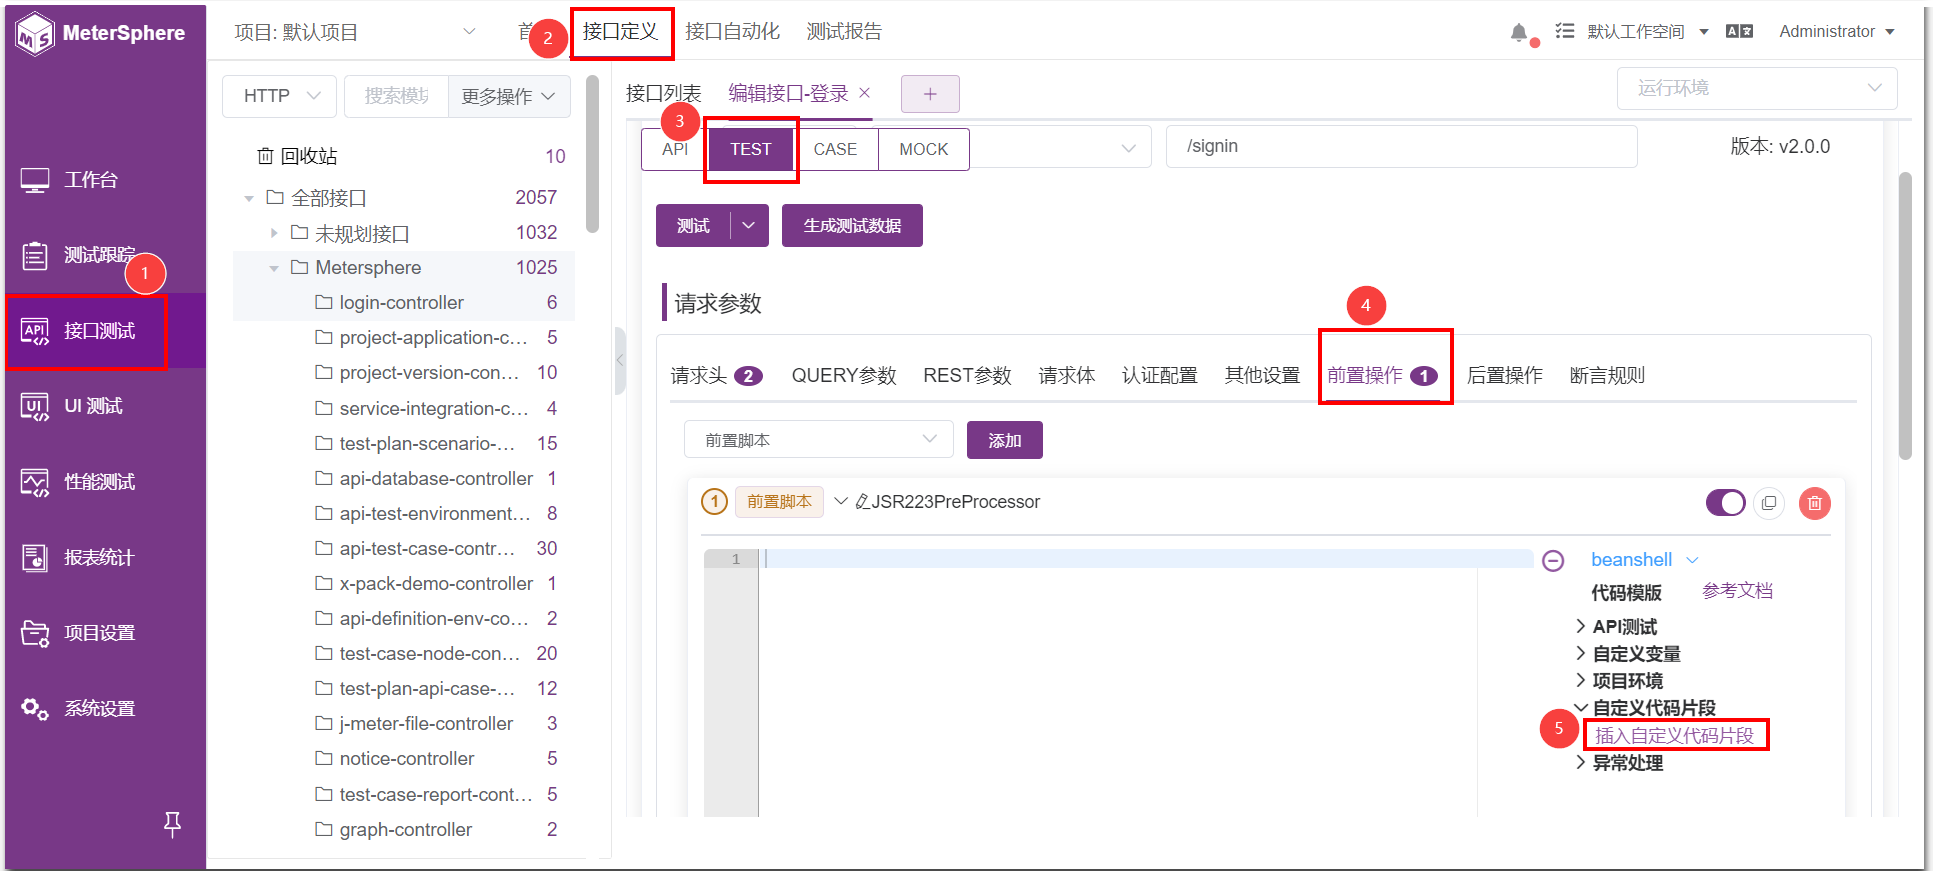 MeterSphere
工作台
测试跟踪
1
接口测试
UI 测试
性能测试
报表统计
项目设置
系统设置
项目: 默认项目
首
2
接口定义
接口自动化
测试报告
默认工作空间
Administrator
HTTP
搜索模块
更多操作
回收站 10
全部接口 2057
未规划接口 1032
Metersphere 1025
login-controller 6
project-application-c... 5
project-version-con... 10
service-integration-c... 4
test-plan-scenario-... 15
api-database-controller 1
api-test-environment... 8
api-test-case-contr... 30
x-pack-demo-controller 1
api-definition-env-co... 2
test-case-node-con... 20
test-plan-api-case-... 12
j-meter-file-controller 3
notice-controller 5
test-case-report-cont... 5
graph-controller 2
接口列表
编辑接口-登录
+
运行环境
3
API
TEST
CASE
MOCK
/signin
版本: v2.0.0
测试
生成测试数据
请求参数
4
请求头 2
QUERY参数
REST参数
请求体
认证配置
其他设置
前置操作 1
后置操作
断言规则
前置脚本
添加
1 前置脚本 JSR223PreProcessor
1
beanshell
代码模版 参考文档
API测试
自定义变量
项目环境
自定义代码片段
5
插入自定义代码片段
异常处理